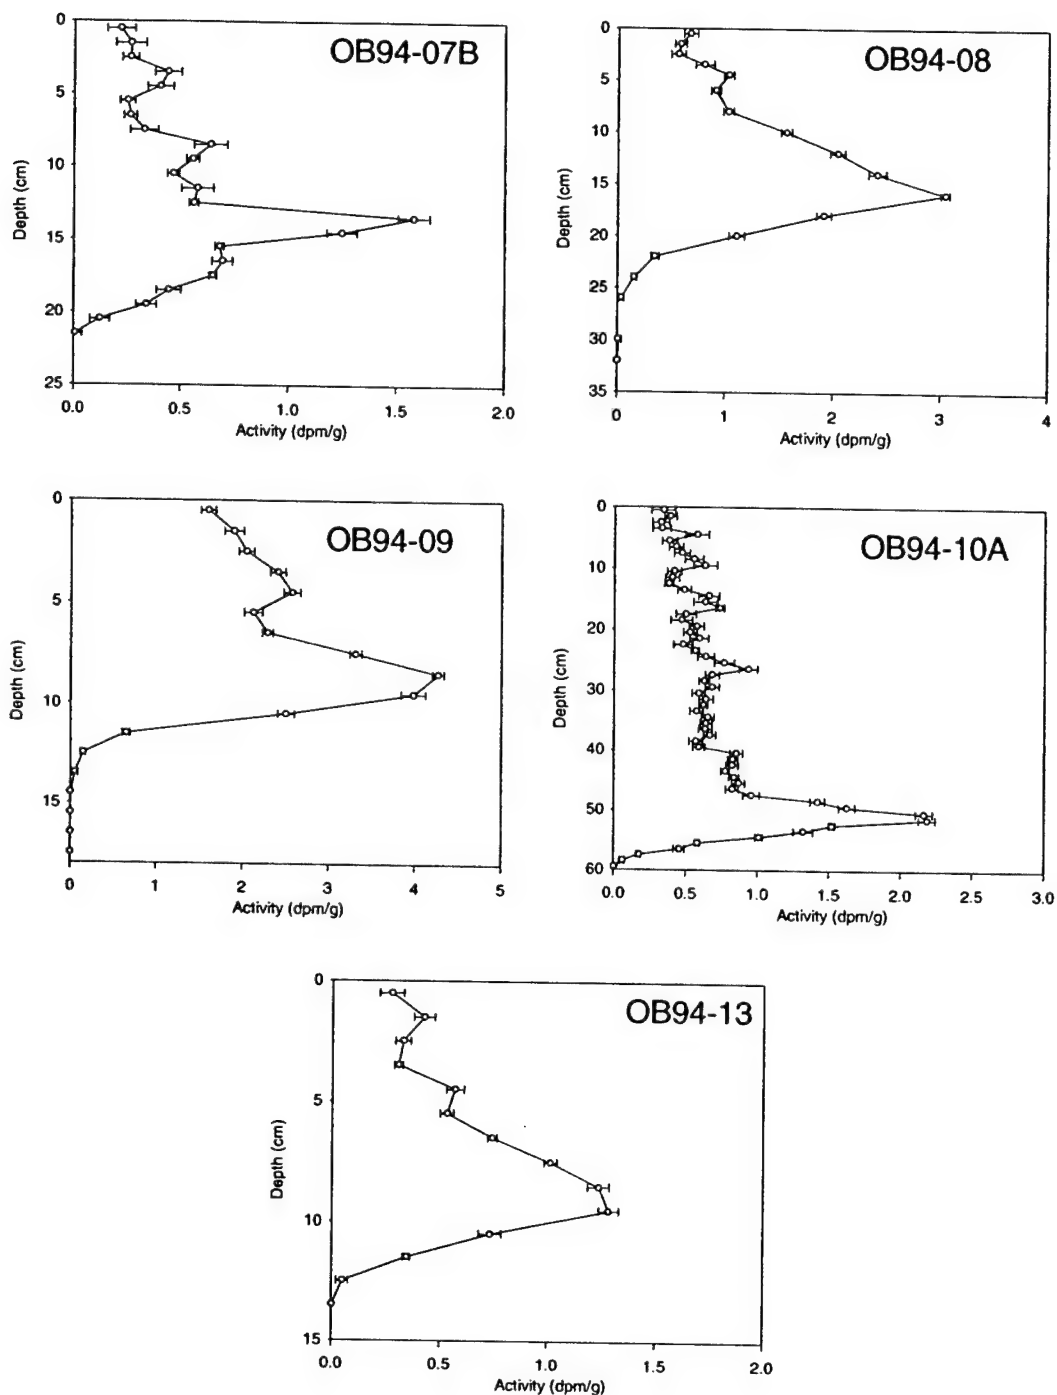 OB94-07B
0
5
10
15
20
25
Depth (cm)
0.0 0.5 1.0 1.5 2.0
Activity (dpm/g)
OB94-08
0
5
10
15
20
25
30
35
Depth (cm)
0 1 2 3 4
Activity (dpm/g)
OB94-09
0
5
10
15
Depth (cm)
0 1 2 3 4 5
Activity (dpm/g)
OB94-10A
0
10
20
30
40
50
60
Depth (cm)
0.0 0.5 1.0 1.5 2.0 2.5 3.0
Activity (dpm/g)
OB94-13
0
5
10
15
Depth (cm)
0.0 0.5 1.0 1.5 2.0
Activity (dpm/g)